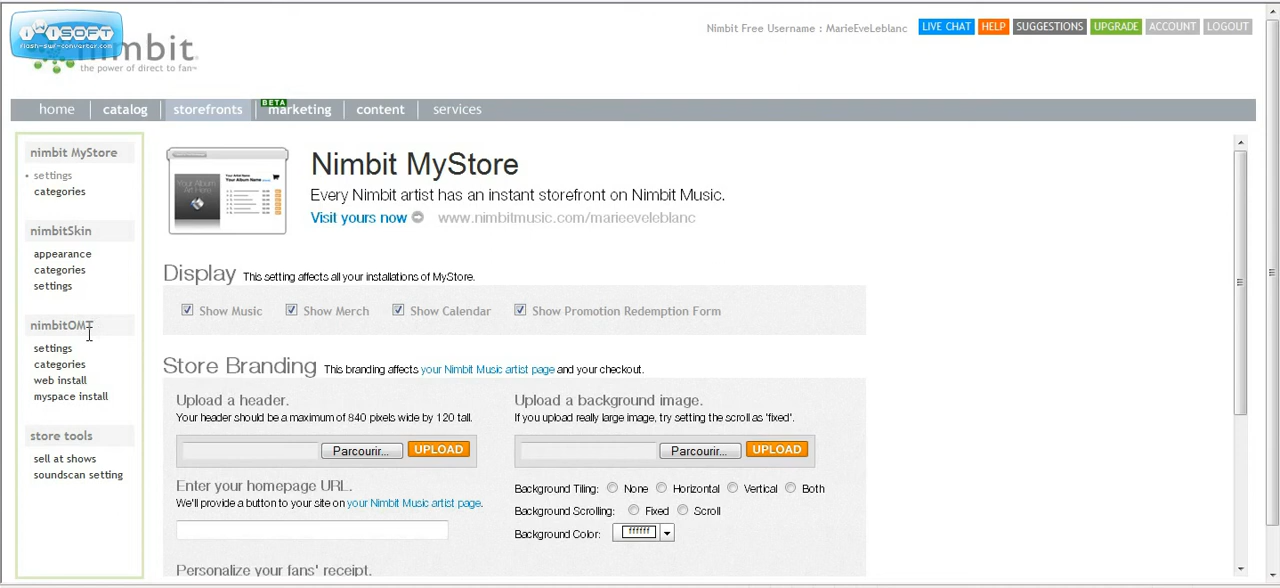 iwisoft
flash-swf-converter.com
nimbit
the power of direct to fan™
Nimbit Free Username : MarieEveLeblanc
LIVE CHAT HELP SUGGESTIONS UPGRADE ACCOUNT LOGOUT
home catalog storefronts BETA marketing content services
nimbit MyStore
settings
categories
nimbitSkin
appearance
categories
settings
nimbitOMT
settings
categories
web install
myspace install
store tools
sell at shows
soundscan setting
Nimbit MyStore
Every Nimbit artist has an instant storefront on Nimbit Music.
Visit yours now www.nimbitmusic.com/marieeveleblanc
Display This setting affects all your installations of MyStore.
Show Music Show Merch Show Calendar Show Promotion Redemption Form
Store Branding This branding affects your Nimbit Music artist page and your checkout.
Upload a header.
Your header should be a maximum of 840 pixels wide by 120 tall.
Parcourir... UPLOAD
Enter your homepage URL.
We'll provide a button to your site on your Nimbit Music artist page.
Personalize your fans' receipt.
Upload a background image.
If you upload really large image, try setting the scroll as 'fixed'.
Parcourir... UPLOAD
Background Tiling: None Horizontal Vertical Both
Background Scrolling: Fixed Scroll
Background Color: ffffff